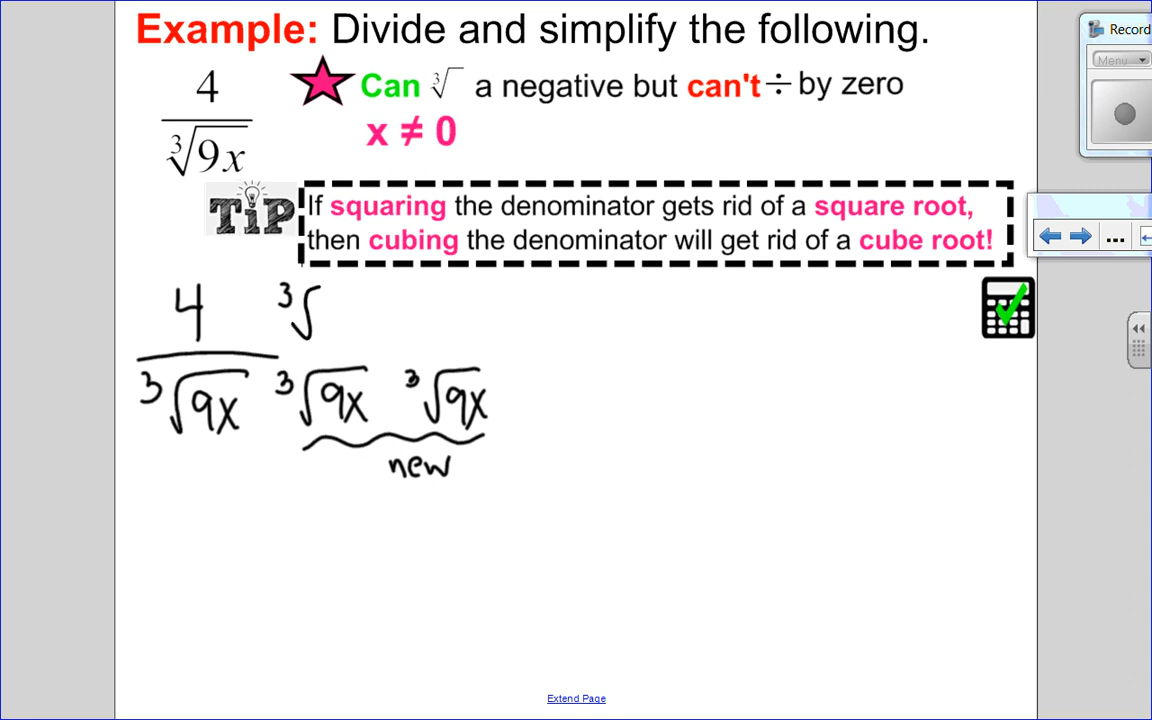 Example: Divide and simplify the following.
4
∛9x
Can ∛ a negative but can't ÷ by zero
x ≠ 0
TiP
If squaring the denominator gets rid of a square root,
then cubing the denominator will get rid of a cube root!
4 ∛
∛9x ∛9x ∛9x
new
Extend Page
Record
Menu
...